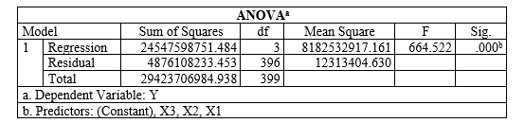 ANOVAᵃ
Model Sum of Squares df Mean Square F Sig.
1 Regression 24547598751.484 3 8182532917.161 664.522 .000ᵇ
Residual 4876108233.453 396 12313404.630
Total 29423706984.938 399
a. Dependent Variable: Y
b. Predictors: (Constant), X3, X2, X1